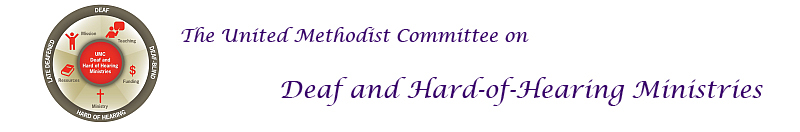 DEAF
Mission
Teaching
LATE DEAFENED
UMC
Deaf and
Hard of Hearing
Ministries
DEAF-BLIND
Resources
$
Funding
Ministry
HARD OF HEARING
The United Methodist Committee on
Deaf and Hard-of-Hearing Ministries